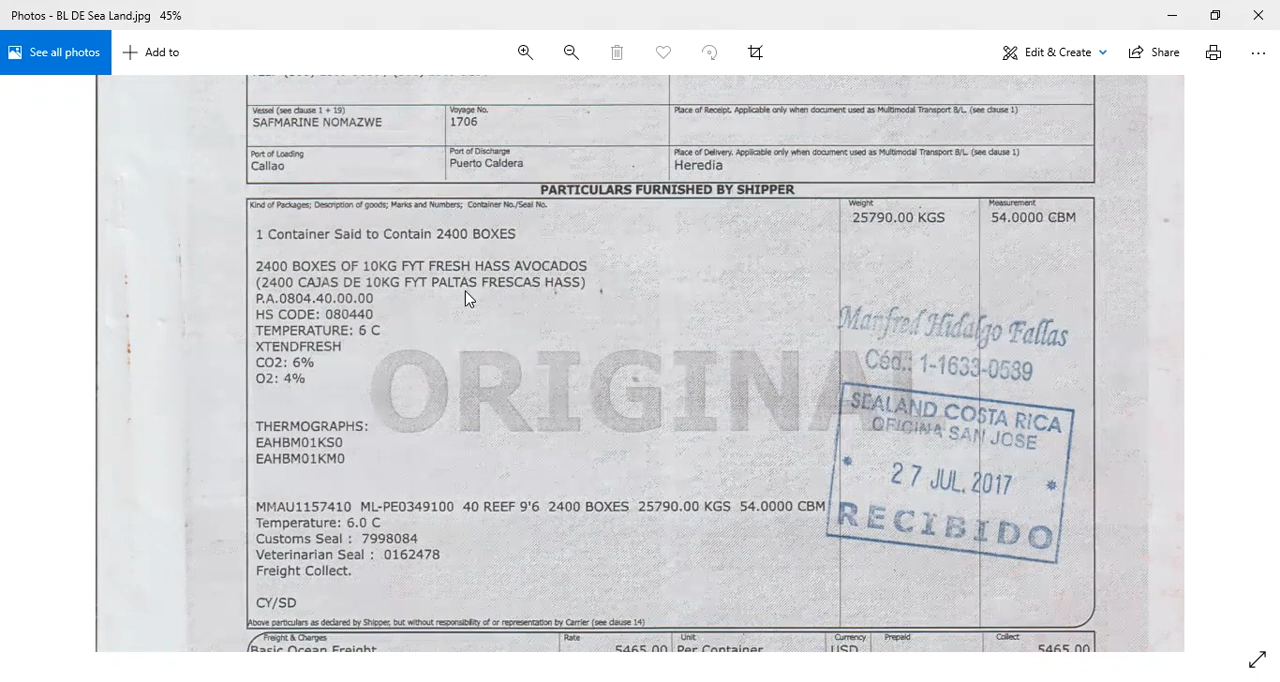 Photos - BL DE Sea Land.jpg 45%
See all photos
Add to
Edit & Create
Share
Vessel (see clause 1 + 19)
SAFMARINE NOMAZWE
Voyage No.
1706
Place of Receipt. Applicable only when document used as Multimodal Transport B/L. (see clause 1)
Port of Loading
Callao
Port of Discharge
Puerto Caldera
Place of Delivery. Applicable only when document used as Multimodal Transport B/L. (see clause 1)
Heredia
PARTICULARS FURNISHED BY SHIPPER
Kind of Packages; Description of goods; Marks and Numbers; Container No./Seal No.
Weight
25790.00 KGS
Measurement
54.0000 CBM
1 Container Said to Contain 2400 BOXES
2400 BOXES OF 10KG FYT FRESH HASS AVOCADOS
(2400 CAJAS DE 10KG FYT PALTAS FRESCAS HASS)
P.A.0804.40.00.00
HS CODE: 080440
TEMPERATURE: 6 C
XTENDFRESH
CO2: 6%
O2: 4%
ORIGINAL
Manfred Hidalgo Fallas
Céd.: 1-1633-0539
SEALAND COSTA RICA
OFICINA SAN JOSE
27 JUL. 2017
RECIBIDO
THERMOGRAPHS:
EAHBM01KS0
EAHBM01KM0
MMAU1157410 ML-PE0349100 40 REEF 9'6 2400 BOXES 25790.00 KGS 54.0000 CBM
Temperature: 6.0 C
Customs Seal : 7998084
Veterinarian Seal : 0162478
Freight Collect.
CY/SD
Above particulars as declared by Shipper, but without responsibility of or representation by Carrier (see clause 14)
Freight & Charges
Rate
Unit
Currency
Prepaid
Collect
Basic Ocean Freight
5465.00
Per Container
USD
5465.00